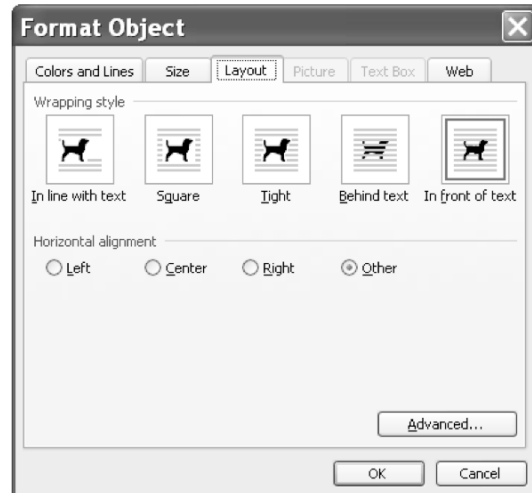 Format Object
Colors and Lines Size Layout Picture Text Box Web
Wrapping style
In line with text Square Tight Behind text In front of text
Horizontal alignment
Left Center Right Other
Advanced...
OK Cancel